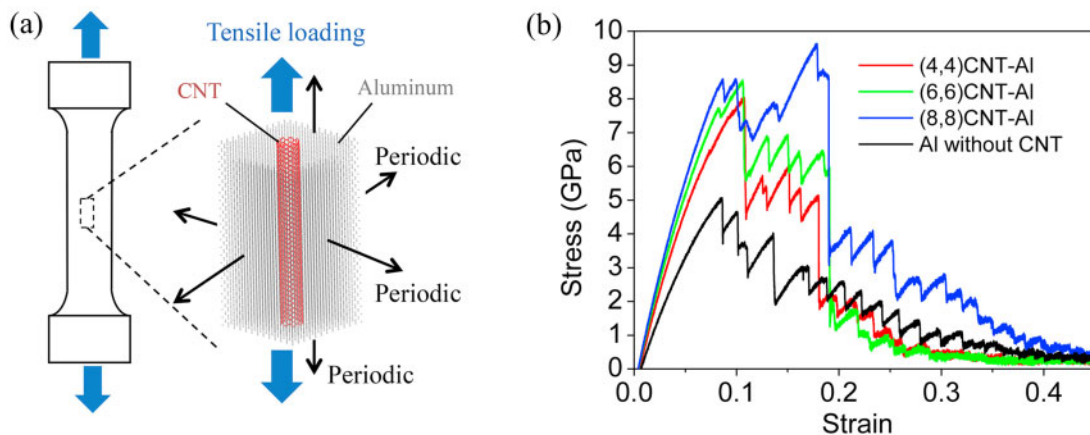 (a)
Tensile loading
CNT
Aluminum
Periodic
Periodic
Periodic
(b)
Stress (GPa)
10
9
8
7
6
5
4
3
2
1
0
(4,4)CNT-Al
(6,6)CNT-Al
(8,8)CNT-Al
Al without CNT
0.0 0.1 0.2 0.3 0.4
Strain